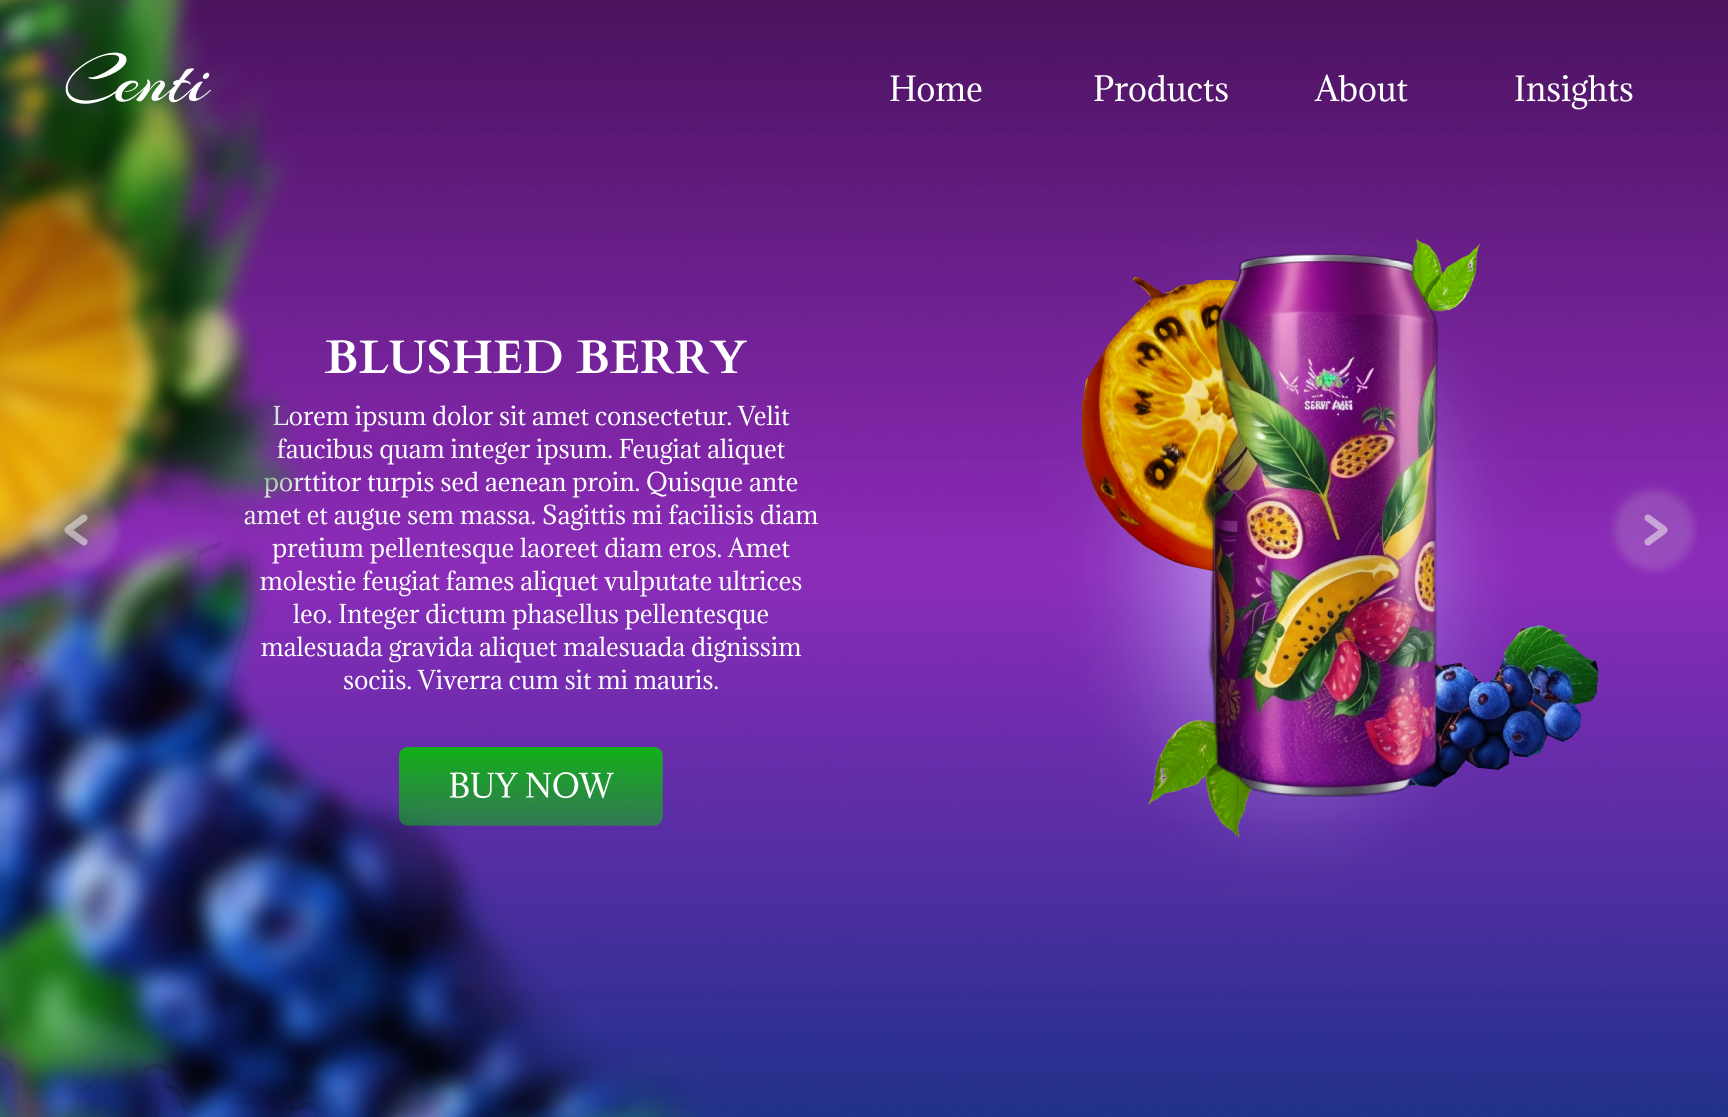 Centi
Home Products About Insights
BLUSHED BERRY
Lorem ipsum dolor sit amet consectetur. Velit
faucibus quam integer ipsum. Feugiat aliquet
porttitor turpis sed aenean proin. Quisque ante
amet et augue sem massa. Sagittis mi facilisis diam
pretium pellentesque laoreet diam eros. Amet
molestie feugiat fames aliquet vulputate ultrices
leo. Integer dictum phasellus pellentesque
malesuada gravida aliquet malesuada dignissim
sociis. Viverra cum sit mi mauris.
BUY NOW